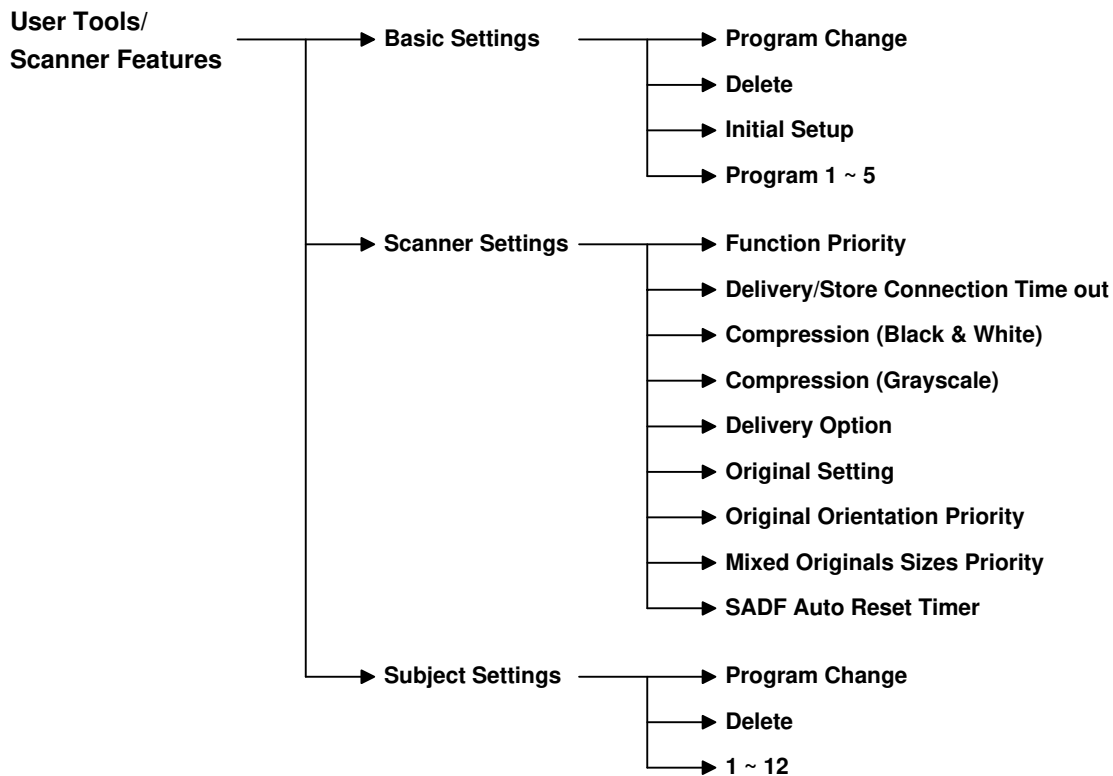 User Tools/
Scanner Features
Basic Settings
Program Change
Delete
Initial Setup
Program 1 ~ 5
Scanner Settings
Function Priority
Delivery/Store Connection Time out
Compression (Black & White)
Compression (Grayscale)
Delivery Option
Original Setting
Original Orientation Priority
Mixed Originals Sizes Priority
SADF Auto Reset Timer
Subject Settings
Program Change
Delete
1 ~ 12